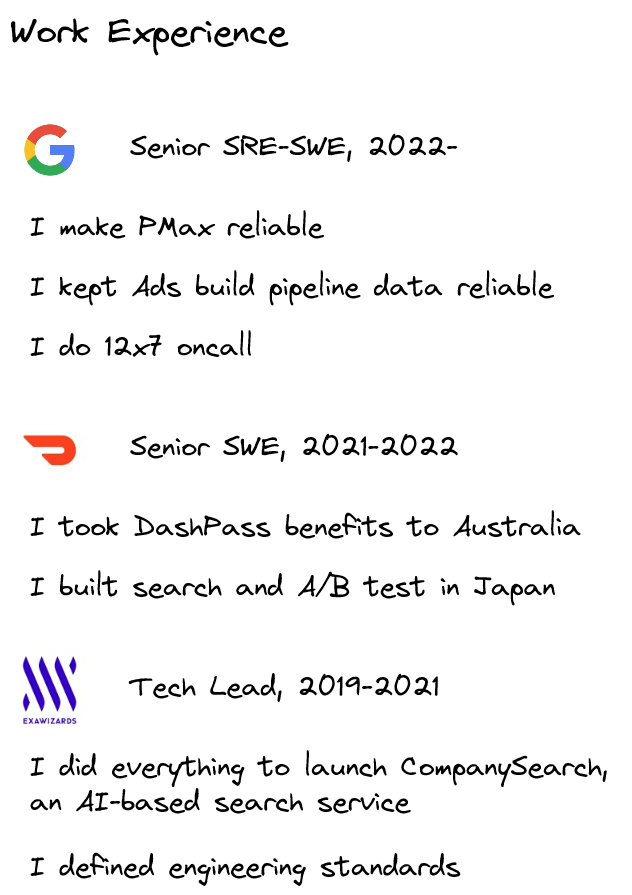 Work Experience
Senior SRE-SWE, 2022-
I make PMax reliable
I kept Ads build pipeline data reliable
I do 12x7 oncall
Senior SWE, 2021-2022
I took DashPass benefits to Australia
I built search and A/B test in Japan
Tech Lead, 2019-2021
EXAWIZARDS
I did everything to launch CompanySearch,
an AI-based search service
I defined engineering standards